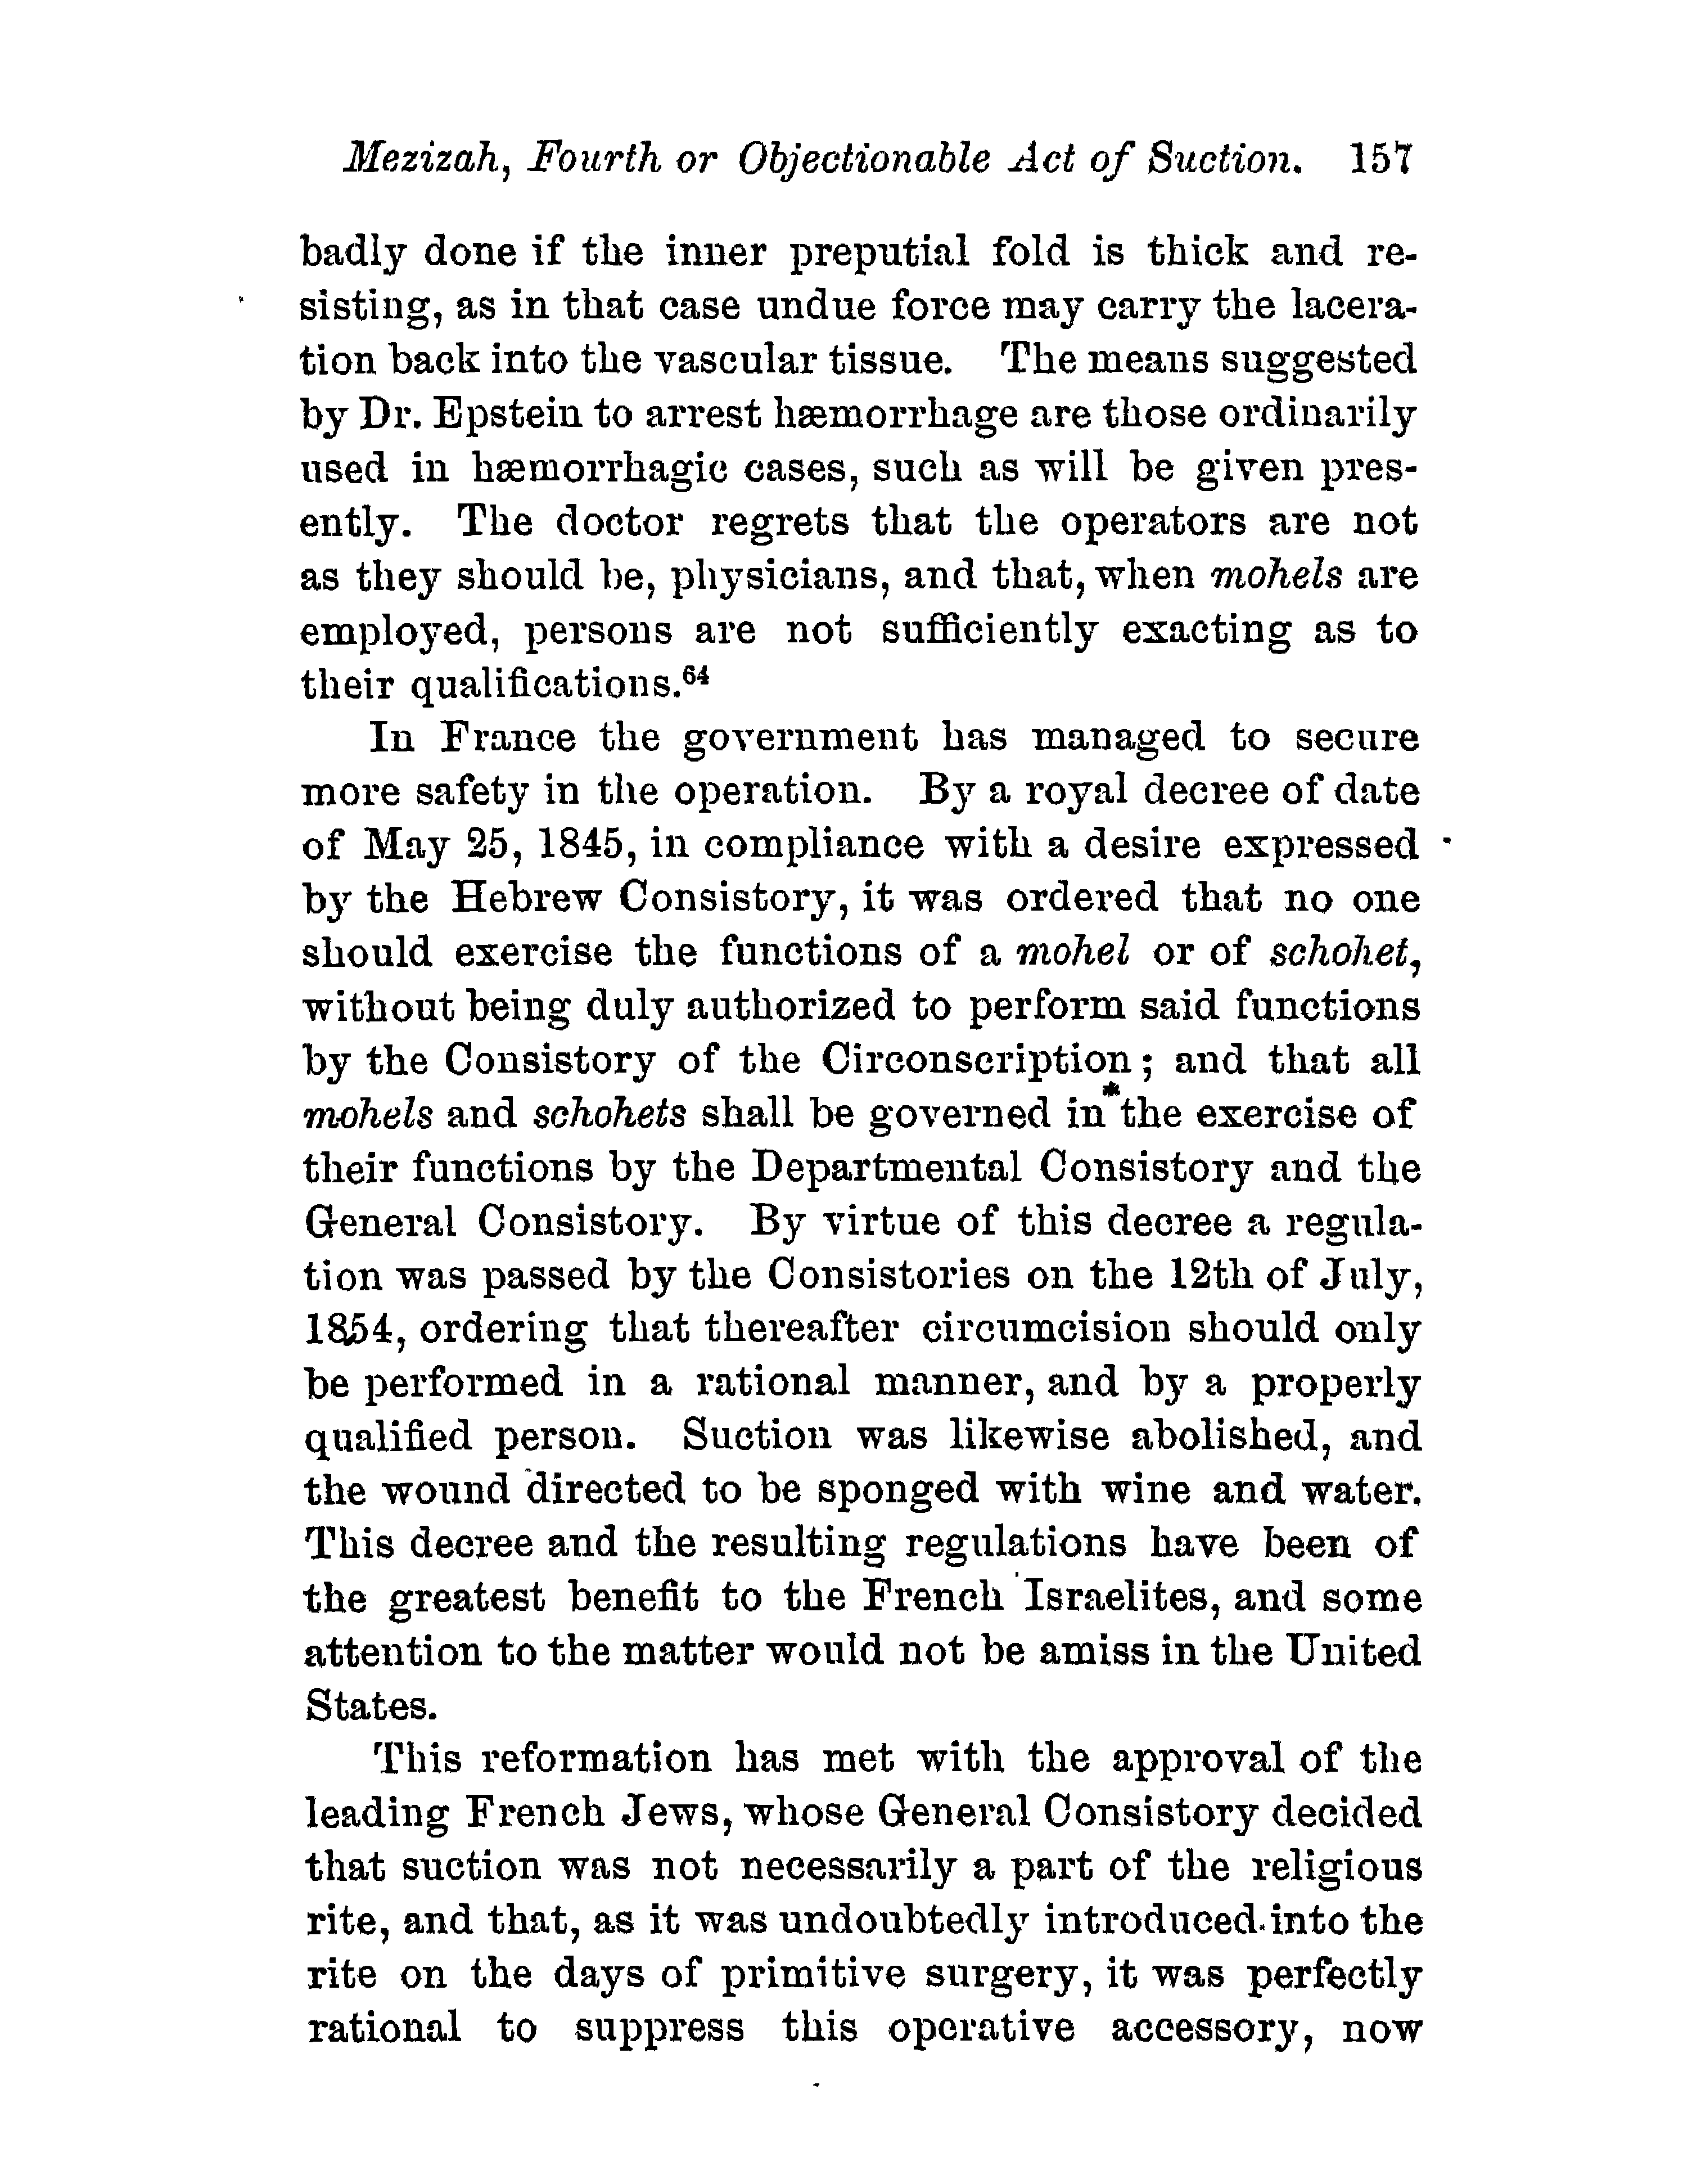 Mezizah, Fourth or Objectionable Act of Suction. 157
badly done if the inner preputial fold is thick and re-
sisting, as in that case undue force may carry the lacera-
tion back into the vascular tissue. The means suggested
by Dr. Epstein to arrest hæmorrhage are those ordinarily
used in hæmorrhagic cases, such as will be given pres-
ently. The doctor regrets that the operators are not
as they should be, physicians, and that, when mohels are
employed, persons are not sufficiently exacting as to
their qualifications.⁶⁴
In France the government has managed to secure
more safety in the operation. By a royal decree of date
of May 25, 1845, in compliance with a desire expressed
by the Hebrew Consistory, it was ordered that no one
should exercise the functions of a mohel or of schohet,
without being duly authorized to perform said functions
by the Consistory of the Circonscription; and that all
mohels and schohets shall be governed in the exercise of
their functions by the Departmental Consistory and the
General Consistory. By virtue of this decree a regula-
tion was passed by the Consistories on the 12th of July,
1854, ordering that thereafter circumcision should only
be performed in a rational manner, and by a properly
qualified person. Suction was likewise abolished, and
the wound directed to be sponged with wine and water.
This decree and the resulting regulations have been of
the greatest benefit to the French Israelites, and some
attention to the matter would not be amiss in the United
States.
This reformation has met with the approval of the
leading French Jews, whose General Consistory decided
that suction was not necessarily a part of the religious
rite, and that, as it was undoubtedly introduced into the
rite on the days of primitive surgery, it was perfectly
rational to suppress this operative accessory, now